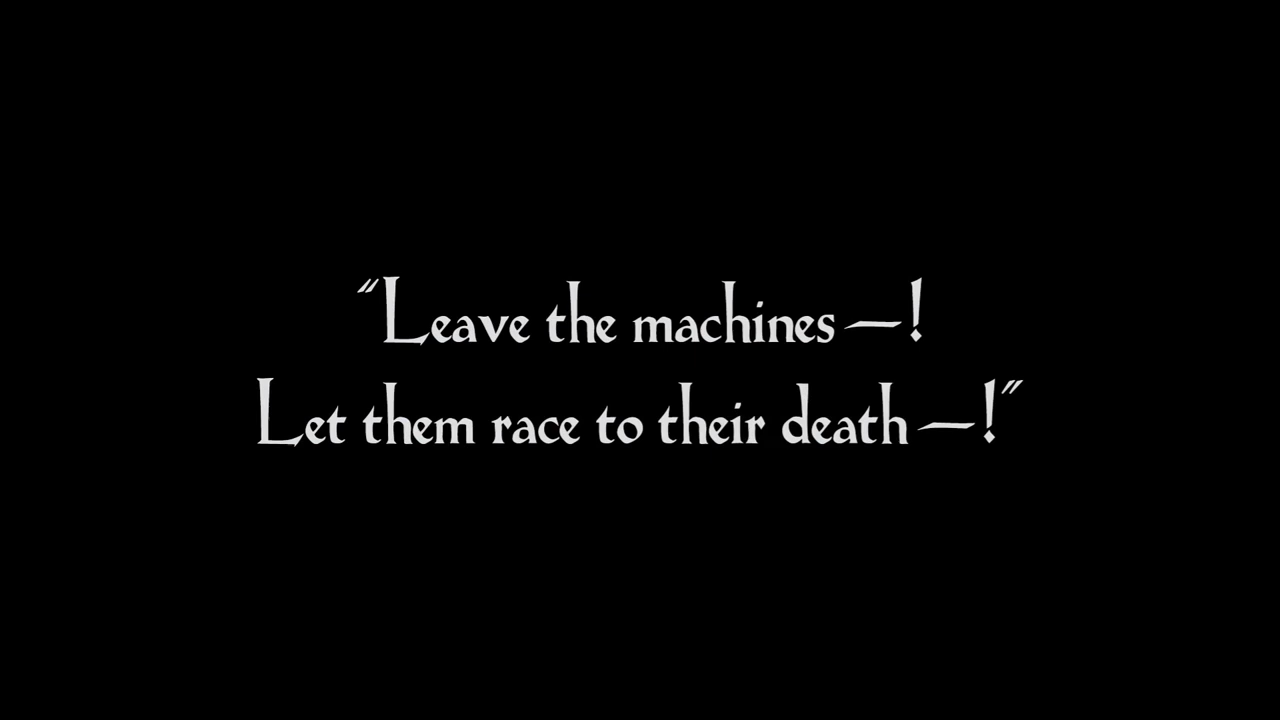 “Leave the machines—!
Let them race to their death—!”